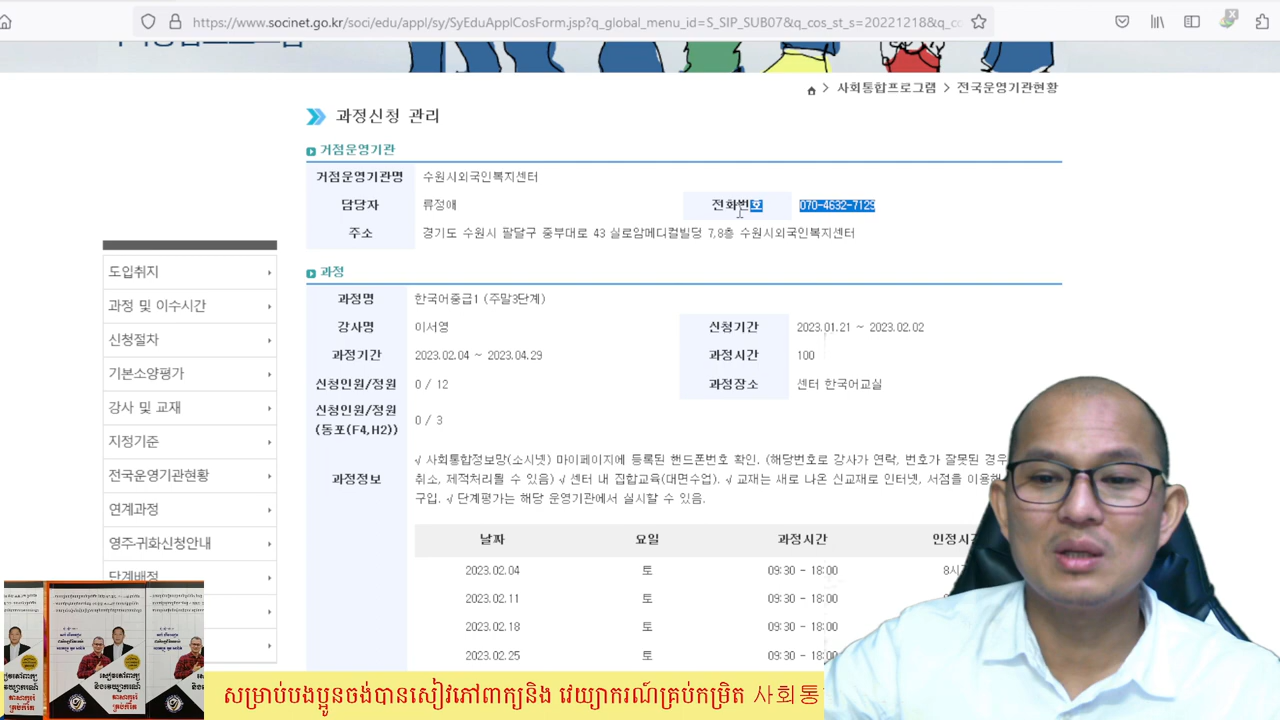 https://www.socinet.go.kr/soci/edu/appl/sy/SyEduApplCosForm.jsp?q_global_menu_id=S_SIP_SUB07&q_cos_st_s=20221218&q_co
사회통합프로그램 > 전국운영기관현황
과정신청 관리
거점운영기관
거점운영기관명 수원시외국인복지센터
담당자 류정애 전화번호 070-4632-7129
주소 경기도 수원시 팔달구 중부대로 43 실로암메디컬빌딩 7,8층 수원시외국인복지센터
과정
과정명 한국어중급1 (주말3단계)
강사명 이서영 신청기간 2023.01.21 ~ 2023.02.02
과정기간 2023.02.04 ~ 2023.04.29 과정시간 100
신청인원/정원 0 / 12 과정장소 센터 한국어교실
신청인원/정원
(동포(F4,H2)) 0 / 3
과정정보
√ 사회통합정보망(소시넷) 마이페이지에 등록된 핸드폰번호 확인. (해당번호로 강사가 연락, 번호가 잘못된 경우
취소, 제적처리될 수 있음) √ 센터 내 집합교육(대면수업). √ 교재는 새로 나온 신교재로 인터넷, 서점을 이용해
구입. √ 단계평가는 해당 운영기관에서 실시할 수 있음.
날짜 요일 과정시간 인정시
2023.02.04 토 09:30 - 18:00 8시
2023.02.11 토 09:30 - 18:00
2023.02.18 토 09:30 - 18:00
2023.02.25 토 09:30 - 18:00
도입취지
과정 및 이수시간
신청절차
기본소양평가
강사 및 교재
지정기준
전국운영기관현황
연계과정
영주·귀화신청안내
단계배정
សម្រាប់បងប្អូនចង់បានសៀវភៅពាក្យនិង វេយ្យាករណ៍គ្រប់កម្រិត 사회통